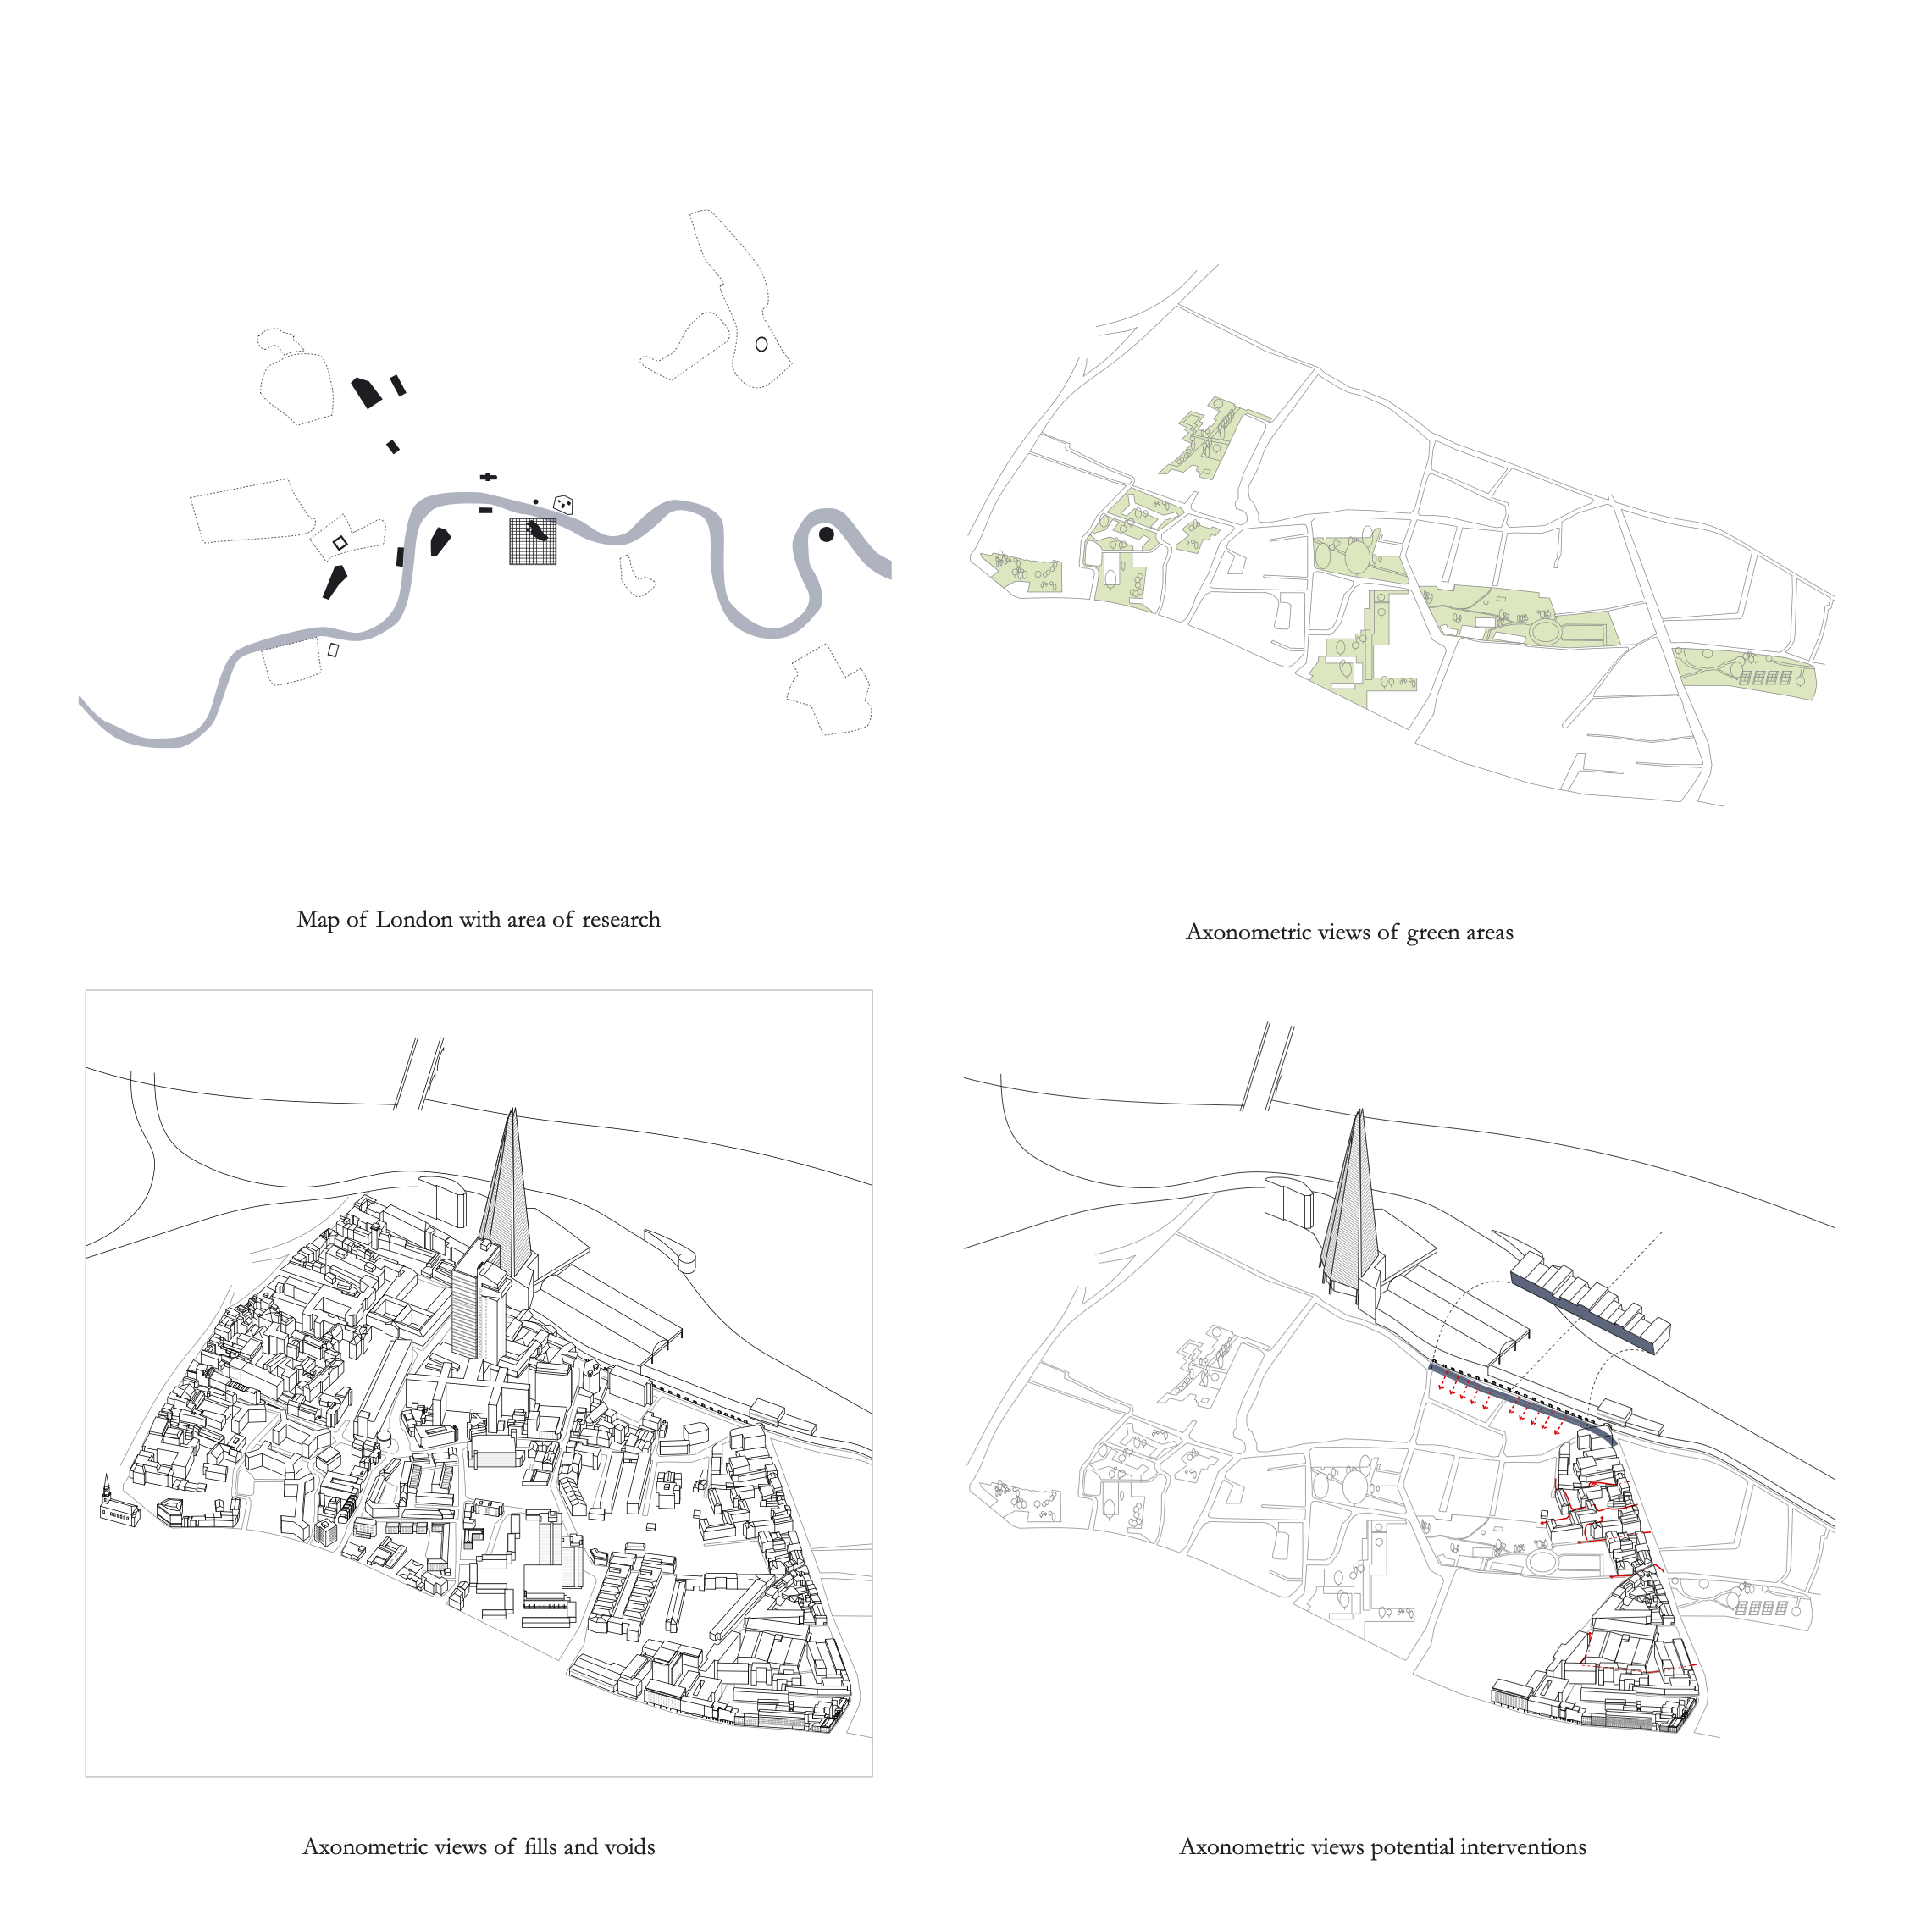 Map of London with area of research
Axonometric views of green areas
Axonometric views of fills and voids
Axonometric views potential interventions